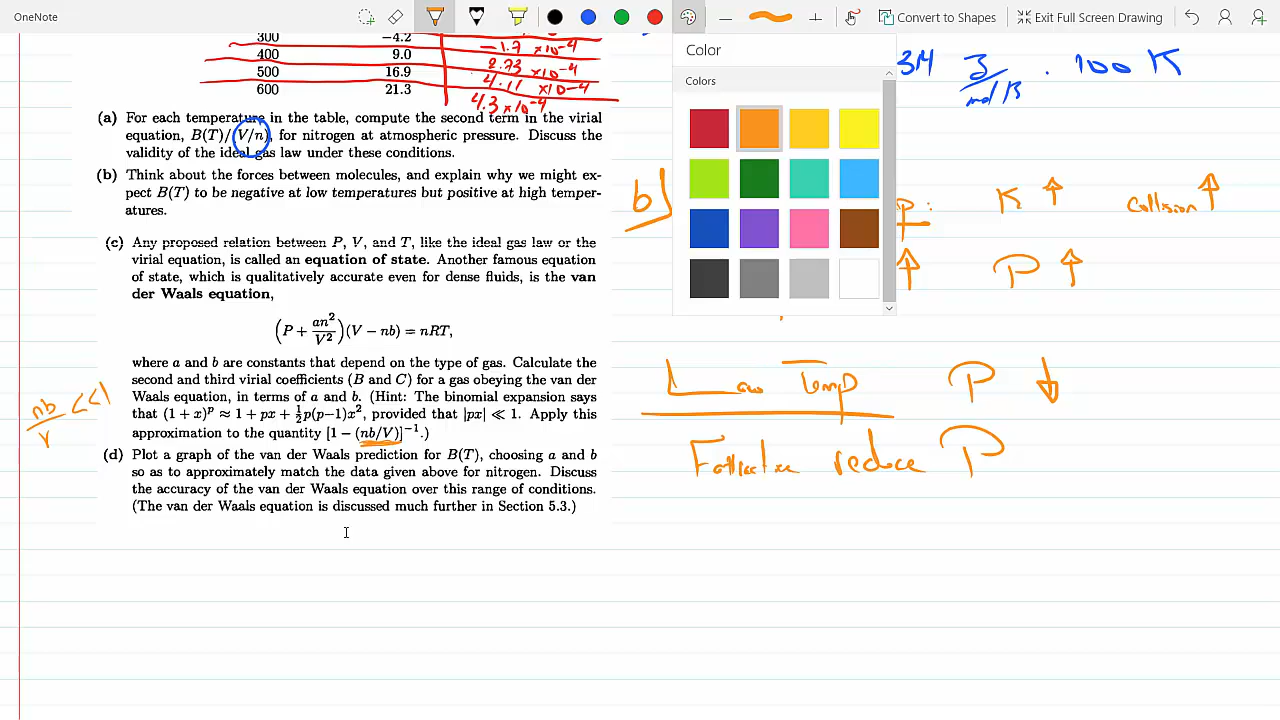 OneNote
Convert to Shapes
Exit Full Screen Drawing
Color
Colors
300 −4.2
400 9.0
500 16.9
600 21.3
−1.7 ×10-4
2.73 ×10-4
4.11 ×10-4
4.3 ×10-4
(a) For each temperature in the table, compute the second term in the virial
equation, B(T)/(V/n), for nitrogen at atmospheric pressure. Discuss the
validity of the ideal gas law under these conditions.
(b) Think about the forces between molecules, and explain why we might ex-
pect B(T) to be negative at low temperatures but positive at high temper-
atures.
(c) Any proposed relation between P, V, and T, like the ideal gas law or the
virial equation, is called an equation of state. Another famous equation
of state, which is qualitatively accurate even for dense fluids, is the van
der Waals equation,
(P + an²/V²)(V − nb) = nRT,
where a and b are constants that depend on the type of gas. Calculate the
second and third virial coefficients (B and C) for a gas obeying the van der
Waals equation, in terms of a and b. (Hint: The binomial expansion says
that (1 + x)ᵖ ≈ 1 + px + ½p(p−1)x², provided that |px| ≪ 1. Apply this
approximation to the quantity [1 − (nb/V)]⁻¹.)
(d) Plot a graph of the van der Waals prediction for B(T), choosing a and b
so as to approximately match the data given above for nitrogen. Discuss
the accuracy of the van der Waals equation over this range of conditions.
(The van der Waals equation is discussed much further in Section 5.3.)
nb/V <<1
314 J/mol K · 100 K
b)
p: K ↑ Collision ↑
↑ P ↑
Low Temp P ↓
reduce P